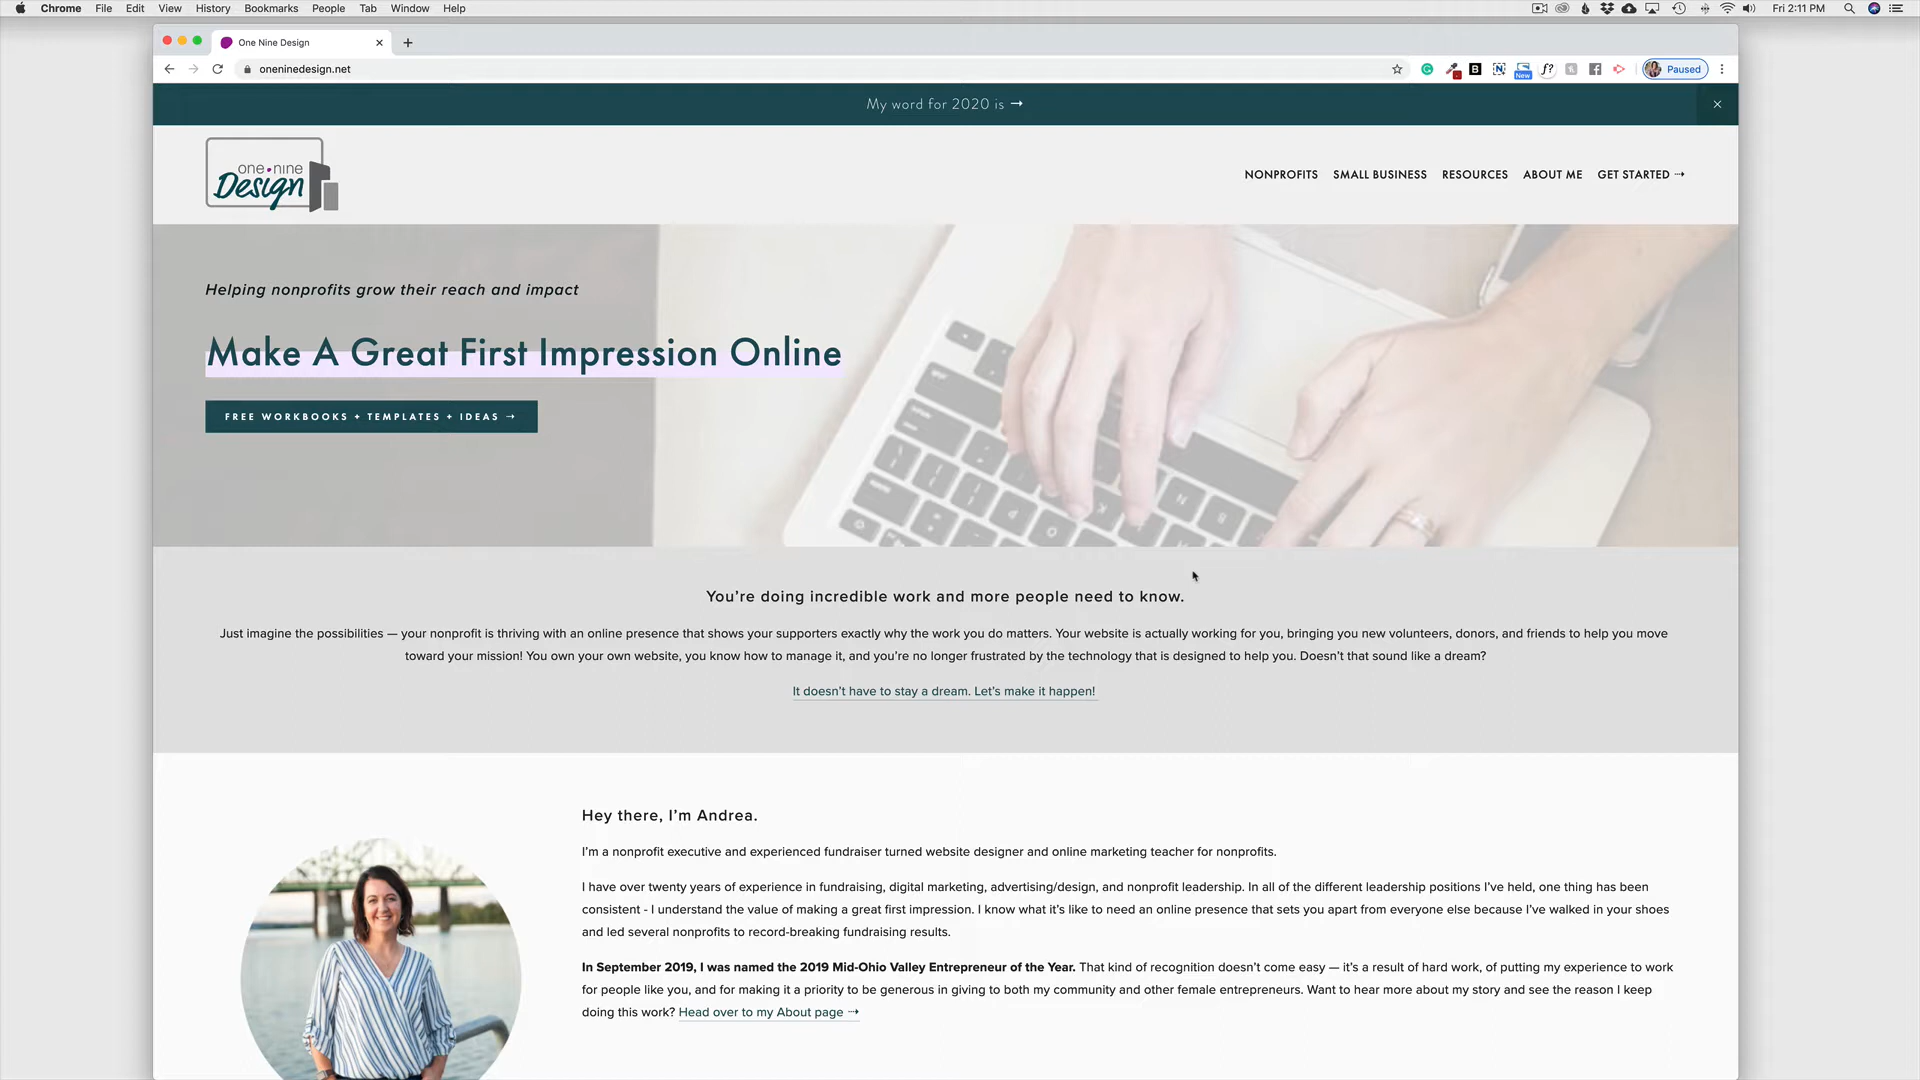 Chrome File Edit View History Bookmarks People Tab Window Help
Fri 2:11 PM
One Nine Design
oneninedesign.net
New
Paused
My word for 2020 is →
one•nine
Design
NONPROFITS SMALL BUSINESS RESOURCES ABOUT ME GET STARTED ⇢
Helping nonprofits grow their reach and impact
Make A Great First Impression Online
FREE WORKBOOKS + TEMPLATES + IDEAS →
You’re doing incredible work and more people need to know.
Just imagine the possibilities — your nonprofit is thriving with an online presence that shows your supporters exactly why the work you do matters. Your website is actually working for you, bringing you new volunteers, donors, and friends to help you move
toward your mission! You own your own website, you know how to manage it, and you’re no longer frustrated by the technology that is designed to help you. Doesn’t that sound like a dream?
It doesn’t have to stay a dream. Let’s make it happen!
Hey there, I’m Andrea.
I’m a nonprofit executive and experienced fundraiser turned website designer and online marketing teacher for nonprofits.
I have over twenty years of experience in fundraising, digital marketing, advertising/design, and nonprofit leadership. In all of the different leadership positions I’ve held, one thing has been
consistent - I understand the value of making a great first impression. I know what it’s like to need an online presence that sets you apart from everyone else because I’ve walked in your shoes
and led several nonprofits to record-breaking fundraising results.
In September 2019, I was named the 2019 Mid-Ohio Valley Entrepreneur of the Year. That kind of recognition doesn’t come easy — it’s a result of hard work, of putting my experience to work
for people like you, and for making it a priority to be generous in giving to both my community and other female entrepreneurs. Want to hear more about my story and see the reason I keep
doing this work? Head over to my About page ⇢